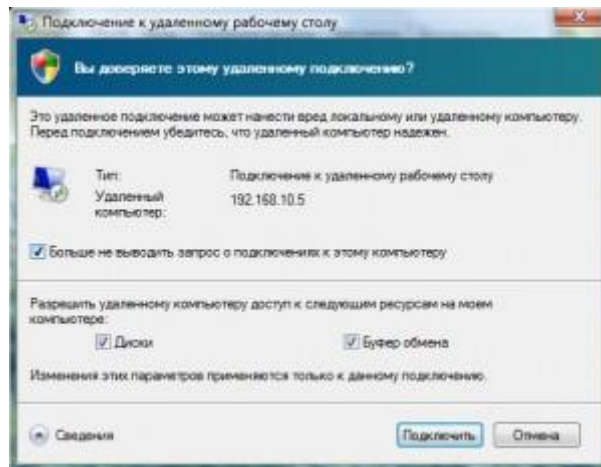 Подключение к удаленному рабочему столу
Вы доверяете этому удаленному подключению?
Это удаленное подключение может нанести вред локальному или удаленному компьютеру.
Перед подключением убедитесь, что удаленный компьютер надежен.
Тип: Подключение к удаленному рабочему столу
Удаленный компьютер: 192.168.10.5
Больше не выводить запрос о подключениях к этому компьютеру
Разрешить удаленному компьютеру доступ к следующим ресурсам на моем
компьютере:
Диски Буфер обмена
Изменения этих параметров применяются только к данному подключению.
Сведения Подключить Отмена